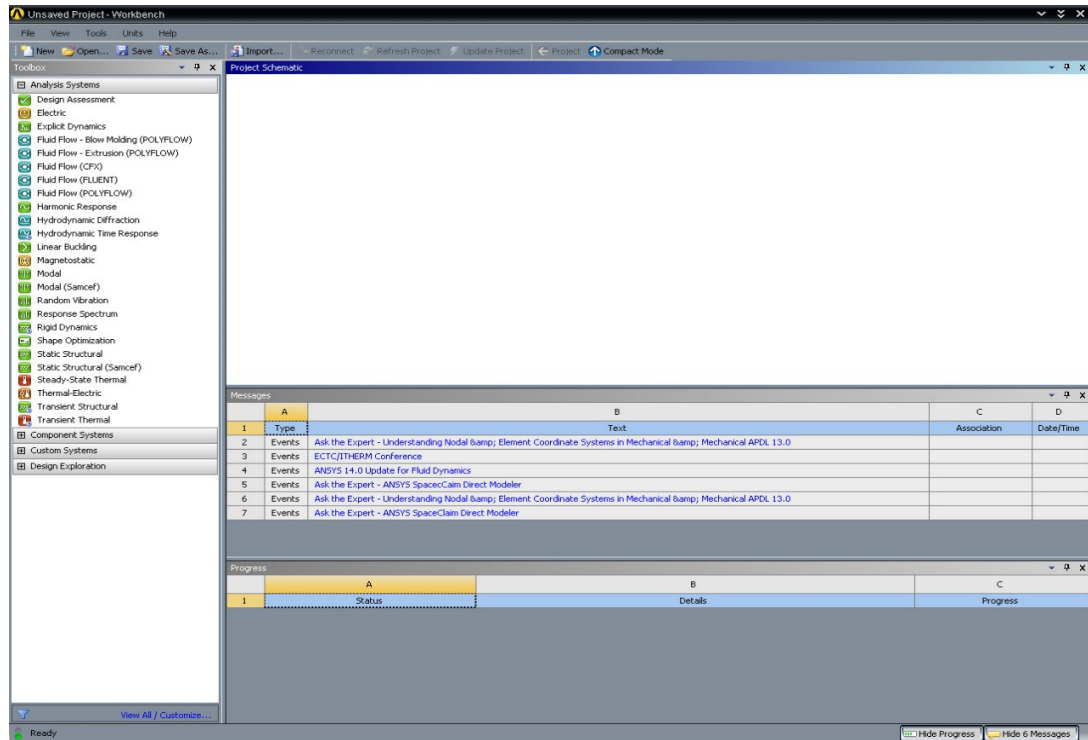 Unsaved Project - Workbench
File View Tools Units Help
New Open... Save Save As... Import... Reconnect Refresh Project Update Project Project Compact Mode
Toolbox
Analysis Systems
Design Assessment
Electric
Explicit Dynamics
Fluid Flow - Blow Molding (POLYFLOW)
Fluid Flow - Extrusion (POLYFLOW)
Fluid Flow (CFX)
Fluid Flow (FLUENT)
Fluid Flow (POLYFLOW)
Harmonic Response
Hydrodynamic Diffraction
Hydrodynamic Time Response
Linear Buckling
Magnetostatic
Modal
Modal (Samcef)
Random Vibration
Response Spectrum
Rigid Dynamics
Shape Optimization
Static Structural
Static Structural (Samcef)
Steady-State Thermal
Thermal-Electric
Transient Structural
Transient Thermal
Component Systems
Custom Systems
Design Exploration
View All / Customize...
Project Schematic
Messages
A B C D
1 Type Text Association Date/Time
2 Events Ask the Expert - Understanding Nodal &amp; Element Coordinate Systems in Mechanical &amp; Mechanical APDL 13.0
3 Events ECTC/ITHERM Conference
4 Events ANSYS 14.0 Update for Fluid Dynamics
5 Events Ask the Expert - ANSYS SpacecCaim Direct Modeler
6 Events Ask the Expert - Understanding Nodal &amp; Element Coordinate Systems in Mechanical &amp; Mechanical APDL 13.0
7 Events Ask the Expert - ANSYS SpaceClaim Direct Modeler
Progress
A B C
1 Status Details Progress
Ready Hide Progress Hide 6 Messages